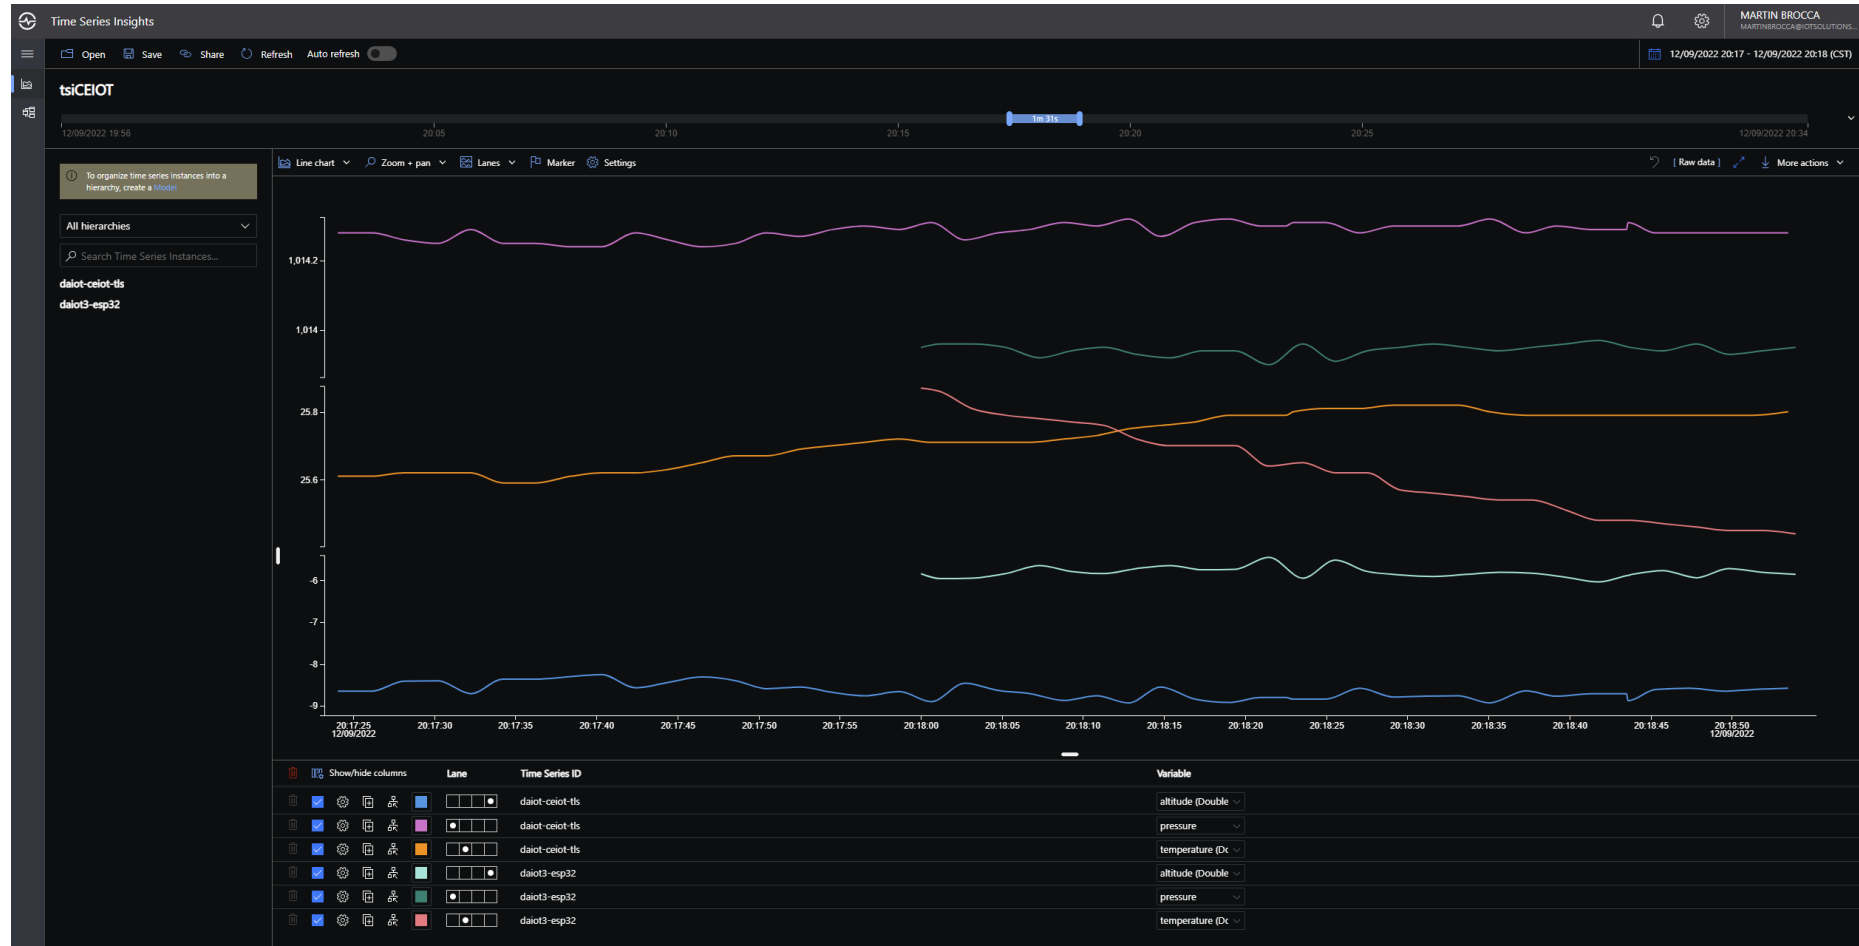 Time Series Insights
MARTIN BROCCA
MARTINBROCCA@IOTSOLUTIONS...
Open Save Share Refresh Auto refresh
12/09/2022 20:17 - 12/09/2022 20:18 (CST)
tsiCEIOT
1m 31s
12/09/2022 19:56 20:05 20:10 20:15 20:20 20:25 12/09/2022 20:34
Line chart Zoom + pan Lanes Marker Settings [ Raw data ] More actions
To organize time series instances into a
hierarchy, create a Model
All hierarchies
Search Time Series Instances...
daiot-ceiot-tls
daiot3-esp32
1,014.2
1,014
25.8
25.6
-6
-7
-8
-9
20:17:25 20:17:30 20:17:35 20:17:40 20:17:45 20:17:50 20:17:55 20:18:00 20:18:05 20:18:10 20:18:15 20:18:20 20:18:25 20:18:30 20:18:35 20:18:40 20:18:45 20:18:50
12/09/2022 12/09/2022
Show/hide columns Lane Time Series ID Variable
daiot-ceiot-tls altitude (Double
daiot-ceiot-tls pressure
daiot-ceiot-tls temperature (Dc
daiot3-esp32 altitude (Double
daiot3-esp32 pressure
daiot3-esp32 temperature (Dc